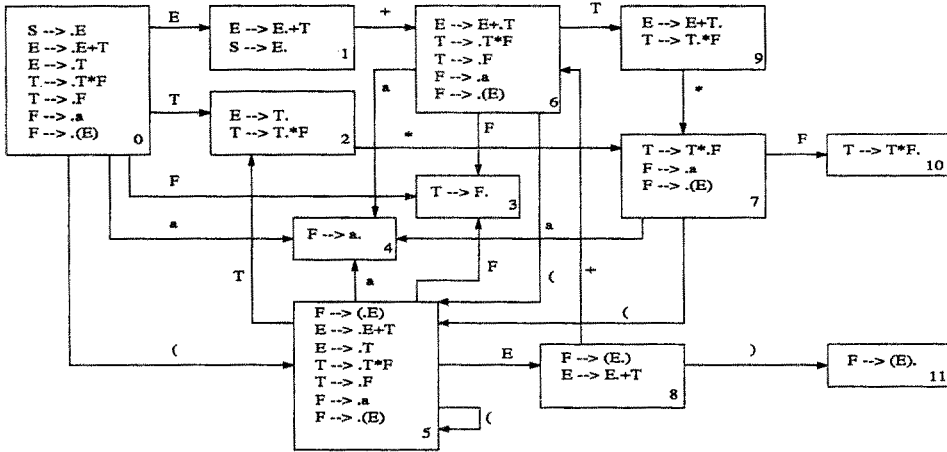 S --> .E
E --> .E+T
E --> .T
T --> .T*F
T --> .F
F --> .a
F --> .(E)
0
E
E --> E.+T
S --> E.
1
+
E --> E+.T
T --> .T*F
T --> .F
F --> .a
F --> .(E)
6
T
E --> E+T.
T --> T.*F
9
T
E --> T.
T --> T.*F
2
a
*
F
*
T --> T*.F
F --> .a
F --> .(E)
7
F
T --> T*F.
10
F
T --> F.
3
a
F --> a.
4
a
T
a
F
(
+
(
F --> (.E)
E --> .E+T
E --> .T
T --> .T*F
T --> .F
F --> .a
F --> .(E)
5
(
E
(
F --> (E.)
E --> E.+T
8
)
F --> (E).
11